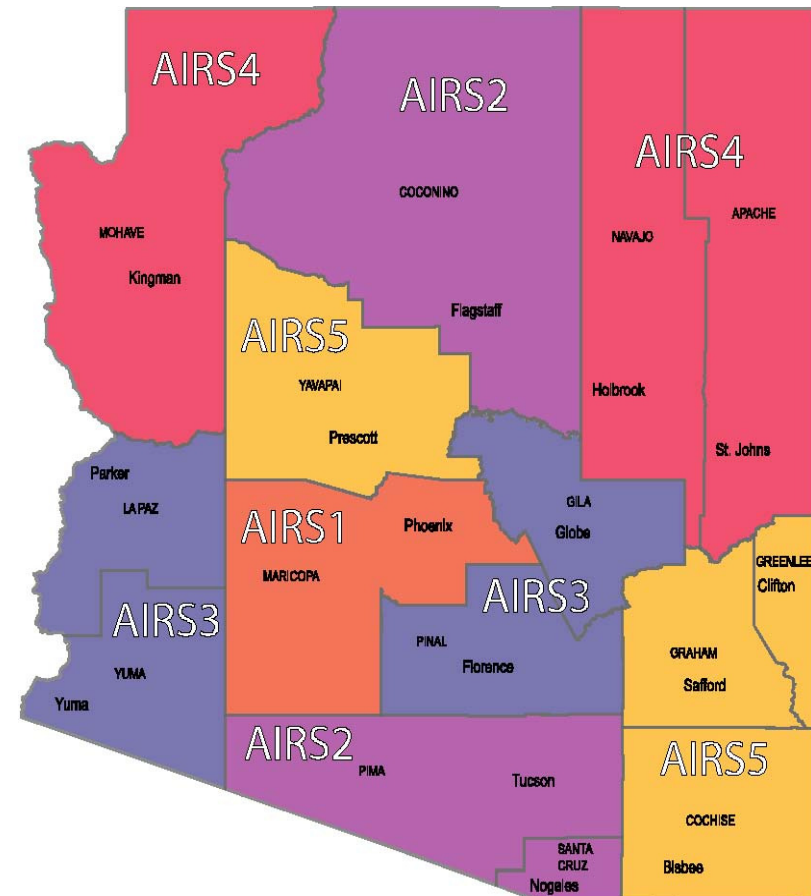 AIRS4
AIRS2
AIRS4
COCONINO
APACHE
MOHAVE
NAVAJO
Kingman
Flagstaff
AIRS5
YAVAPAI
Holbrook
Prescott
St. Johns
Parker
LA PAZ
GILA
AIRS1
Phoenix
Globe
GREENLEE
Clifton
MARICOPA
AIRS3
AIRS3
PINAL
GRAHAM
Florence
YUMA
Safford
Yuma
AIRS2
AIRS5
PIMA
Tucson
COCHISE
SANTA
CRUZ
Bisbee
Nogales